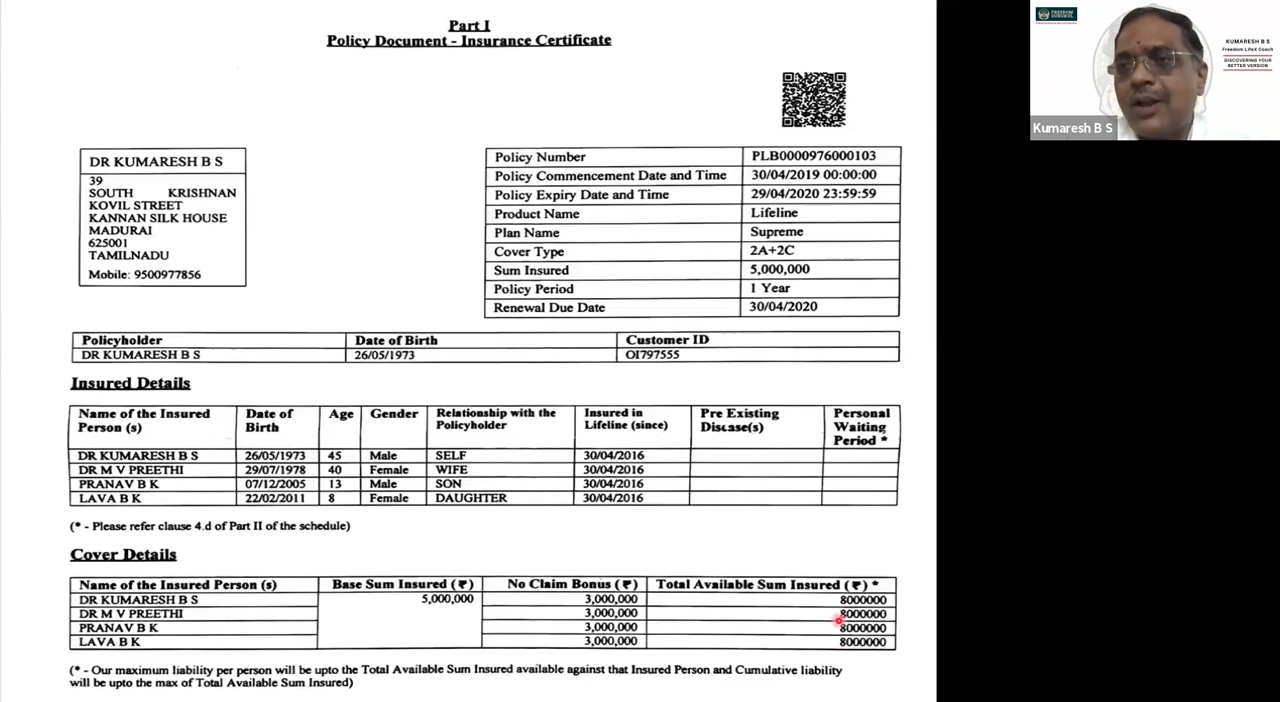 Part I
Policy Document - Insurance Certificate
DR KUMARESH B S
39
SOUTH KRISHNAN
KOVIL STREET
KANNAN SILK HOUSE
MADURAI
625001
TAMILNADU
Mobile: 9500977856
Policy Number PLB0000976000103
Policy Commencement Date and Time 30/04/2019 00:00:00
Policy Expiry Date and Time 29/04/2020 23:59:59
Product Name Lifeline
Plan Name Supreme
Cover Type 2A+2C
Sum Insured 5,000,000
Policy Period 1 Year
Renewal Due Date 30/04/2020
Policyholder Date of Birth Customer ID
DR KUMARESH B S 26/05/1973 OI797555
Insured Details
Name of the Insured Person (s) Date of Birth Age Gender Relationship with the Policyholder Insured in Lifeline (since) Pre Existing Disease(s) Personal Waiting Period *
DR KUMARESH B S 26/05/1973 45 Male SELF 30/04/2016
DR M V PREETHI 29/07/1978 40 Female WIFE 30/04/2016
PRANAV B K 07/12/2005 13 Male SON 30/04/2016
LAVA B K 22/02/2011 8 Female DAUGHTER 30/04/2016
(* - Please refer clause 4.d of Part II of the schedule)
Cover Details
Name of the Insured Person (s) Base Sum Insured (₹) No Claim Bonus (₹) Total Available Sum Insured (₹) *
DR KUMARESH B S 5,000,000 3,000,000 8000000
DR M V PREETHI 3,000,000 8000000
PRANAV B K 3,000,000 8000000
LAVA B K 3,000,000 8000000
(* - Our maximum liability per person will be upto the Total Available Sum Insured available against that Insured Person and Cumulative liability
will be upto the max of Total Available Sum Insured)
KUMARESH B S
Freedom LifeX Coach
DISCOVERING YOUR
BETTER VERSION
Kumaresh B S